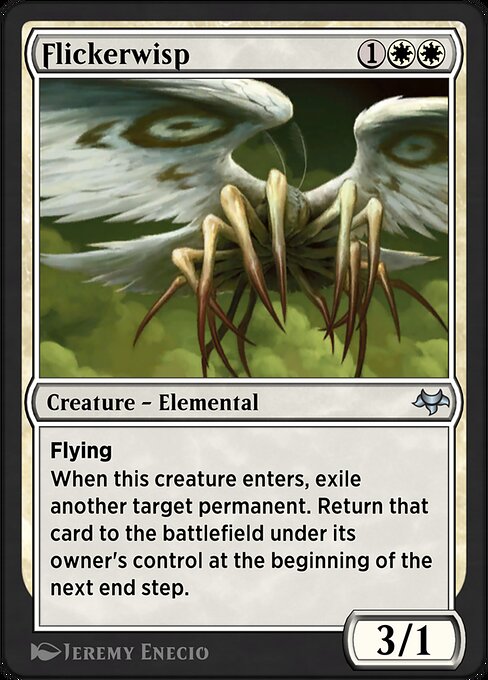 Flickerwisp 1
Creature – Elemental
Flying
When this creature enters, exile
another target permanent. Return that
card to the battlefield under its
owner's control at the beginning of the
next end step.
3/1
Jeremy Enecio